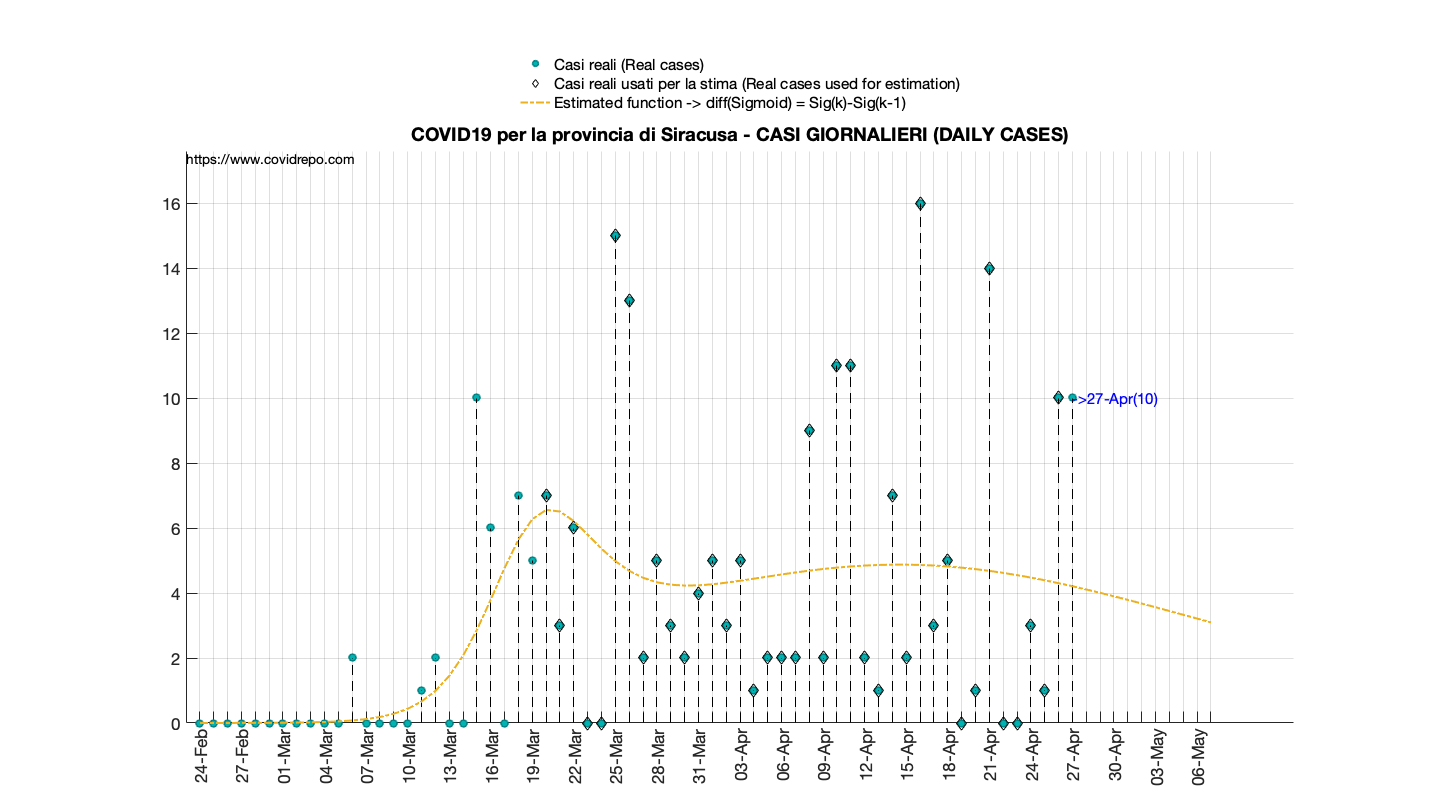 Casi reali (Real cases)
Casi reali usati per la stima (Real cases used for estimation)
Estimated function -> diff(Sigmoid) = Sig(k)-Sig(k-1)
COVID19 per la provincia di Siracusa - CASI GIORNALIERI (DAILY CASES)
https://www.covidrepo.com
16
14
12
10
8
6
4
2
0
>27-Apr(10)
24-Feb
27-Feb
01-Mar
04-Mar
07-Mar
10-Mar
13-Mar
16-Mar
19-Mar
22-Mar
25-Mar
28-Mar
31-Mar
03-Apr
06-Apr
09-Apr
12-Apr
15-Apr
18-Apr
21-Apr
24-Apr
27-Apr
30-Apr
03-May
06-May